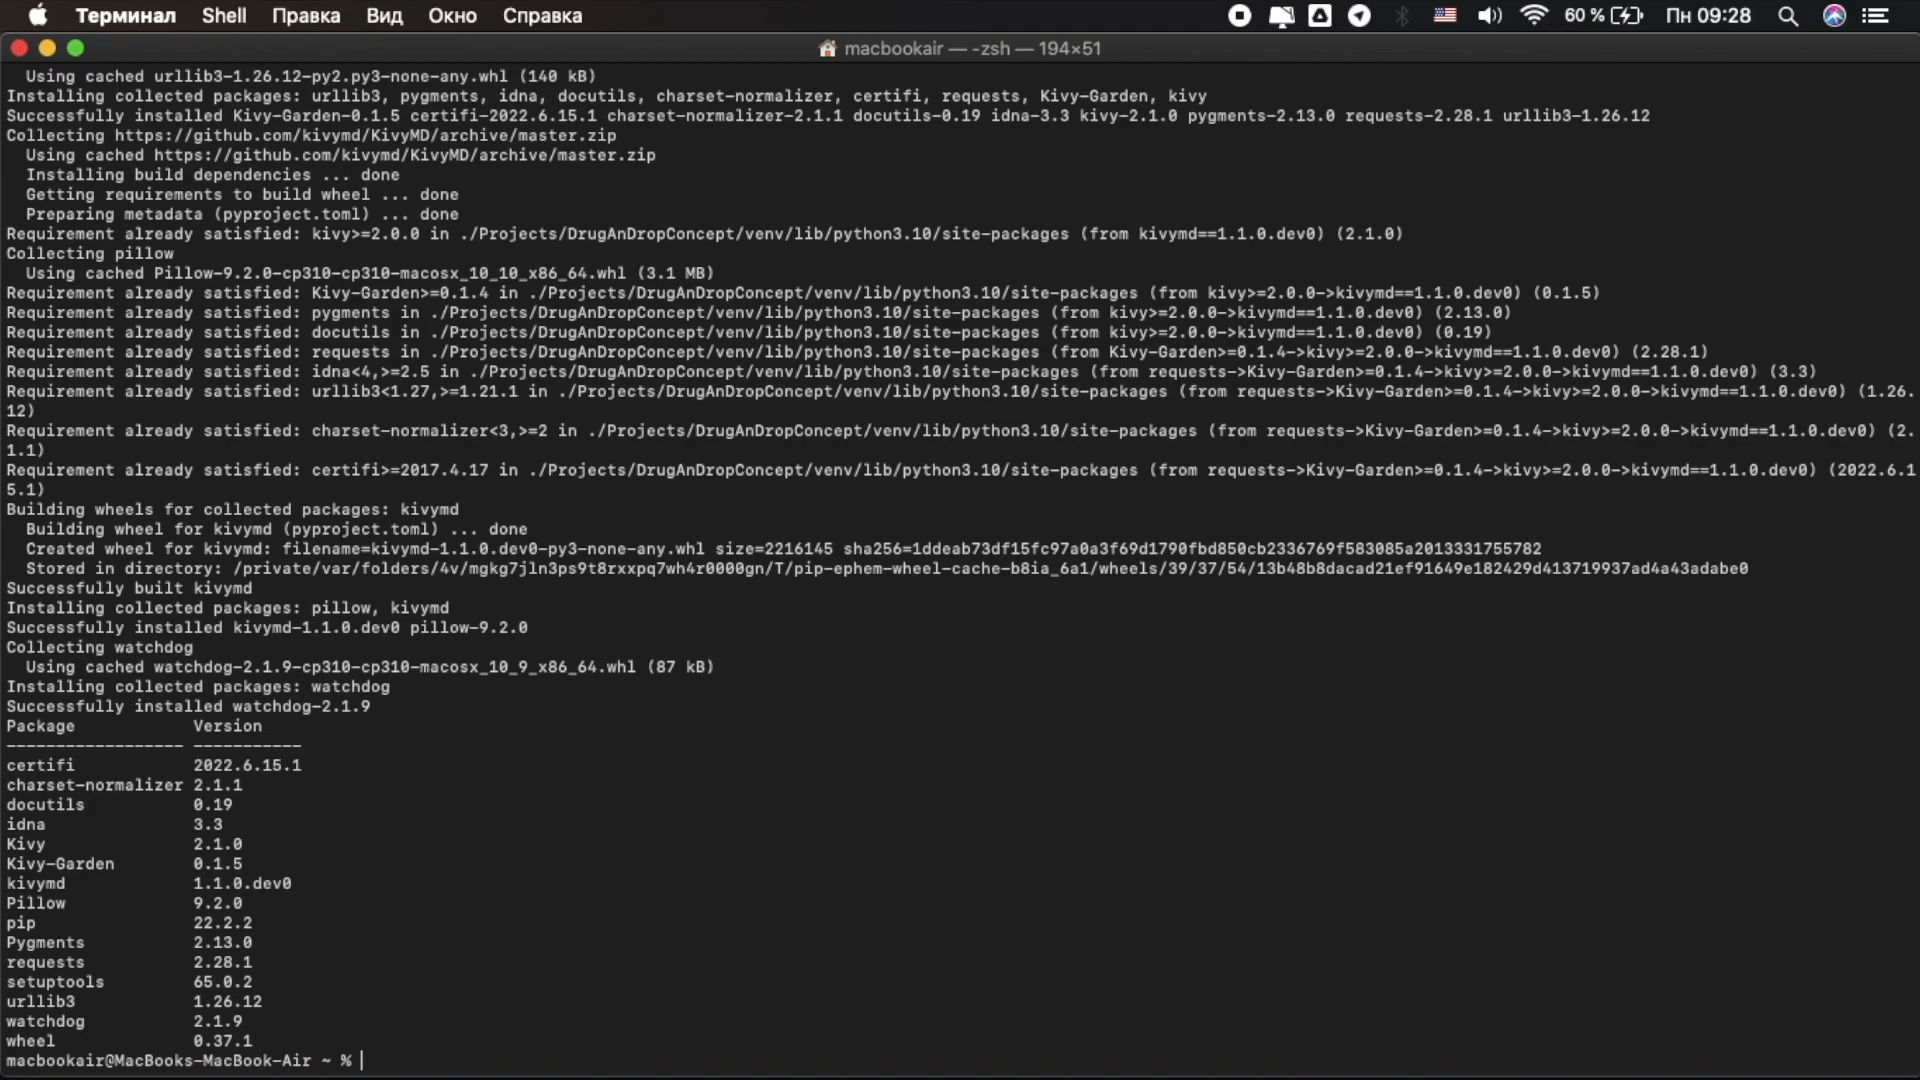 Терминал Shell Правка Вид Окно Справка 60 % Пн 09:28
macbookair — -zsh — 194×51
Using cached urllib3-1.26.12-py2.py3-none-any.whl (140 kB)
Installing collected packages: urllib3, pygments, idna, docutils, charset-normalizer, certifi, requests, Kivy-Garden, kivy
Successfully installed Kivy-Garden-0.1.5 certifi-2022.6.15.1 charset-normalizer-2.1.1 docutils-0.19 idna-3.3 kivy-2.1.0 pygments-2.13.0 requests-2.28.1 urllib3-1.26.12
Collecting https://github.com/kivymd/KivyMD/archive/master.zip
Using cached https://github.com/kivymd/KivyMD/archive/master.zip
Installing build dependencies ... done
Getting requirements to build wheel ... done
Preparing metadata (pyproject.toml) ... done
Requirement already satisfied: kivy>=2.0.0 in ./Projects/DrugAnDropConcept/venv/lib/python3.10/site-packages (from kivymd==1.1.0.dev0) (2.1.0)
Collecting pillow
Using cached Pillow-9.2.0-cp310-cp310-macosx_10_10_x86_64.whl (3.1 MB)
Requirement already satisfied: Kivy-Garden>=0.1.4 in ./Projects/DrugAnDropConcept/venv/lib/python3.10/site-packages (from kivy>=2.0.0->kivymd==1.1.0.dev0) (0.1.5)
Requirement already satisfied: pygments in ./Projects/DrugAnDropConcept/venv/lib/python3.10/site-packages (from kivy>=2.0.0->kivymd==1.1.0.dev0) (2.13.0)
Requirement already satisfied: docutils in ./Projects/DrugAnDropConcept/venv/lib/python3.10/site-packages (from kivy>=2.0.0->kivymd==1.1.0.dev0) (0.19)
Requirement already satisfied: requests in ./Projects/DrugAnDropConcept/venv/lib/python3.10/site-packages (from Kivy-Garden>=0.1.4->kivy>=2.0.0->kivymd==1.1.0.dev0) (2.28.1)
Requirement already satisfied: idna<4,>=2.5 in ./Projects/DrugAnDropConcept/venv/lib/python3.10/site-packages (from requests->Kivy-Garden>=0.1.4->kivy>=2.0.0->kivymd==1.1.0.dev0) (3.3)
Requirement already satisfied: urllib3<1.27,>=1.21.1 in ./Projects/DrugAnDropConcept/venv/lib/python3.10/site-packages (from requests->Kivy-Garden>=0.1.4->kivy>=2.0.0->kivymd==1.1.0.dev0) (1.26.
12)
Requirement already satisfied: charset-normalizer<3,>=2 in ./Projects/DrugAnDropConcept/venv/lib/python3.10/site-packages (from requests->Kivy-Garden>=0.1.4->kivy>=2.0.0->kivymd==1.1.0.dev0) (2.
1.1)
Requirement already satisfied: certifi>=2017.4.17 in ./Projects/DrugAnDropConcept/venv/lib/python3.10/site-packages (from requests->Kivy-Garden>=0.1.4->kivy>=2.0.0->kivymd==1.1.0.dev0) (2022.6.1
5.1)
Building wheels for collected packages: kivymd
Building wheel for kivymd (pyproject.toml) ... done
Created wheel for kivymd: filename=kivymd-1.1.0.dev0-py3-none-any.whl size=2216145 sha256=1ddeab73df15fc97a0a3f69d1790fbd850cb2336769f583085a2013331755782
Stored in directory: /private/var/folders/4v/mgkg7jln3ps9t8rxxpq7wh4r0000gn/T/pip-ephem-wheel-cache-b8ia_6a1/wheels/39/37/54/13b48b8dacad21ef91649e182429d413719937ad4a43adabe0
Successfully built kivymd
Installing collected packages: pillow, kivymd
Successfully installed kivymd-1.1.0.dev0 pillow-9.2.0
Collecting watchdog
Using cached watchdog-2.1.9-cp310-cp310-macosx_10_9_x86_64.whl (87 kB)
Installing collected packages: watchdog
Successfully installed watchdog-2.1.9
Package Version
------------------ -----------
certifi 2022.6.15.1
charset-normalizer 2.1.1
docutils 0.19
idna 3.3
Kivy 2.1.0
Kivy-Garden 0.1.5
kivymd 1.1.0.dev0
Pillow 9.2.0
pip 22.2.2
Pygments 2.13.0
requests 2.28.1
setuptools 65.0.2
urllib3 1.26.12
watchdog 2.1.9
wheel 0.37.1
macbookair@MacBooks-MacBook-Air ~ %